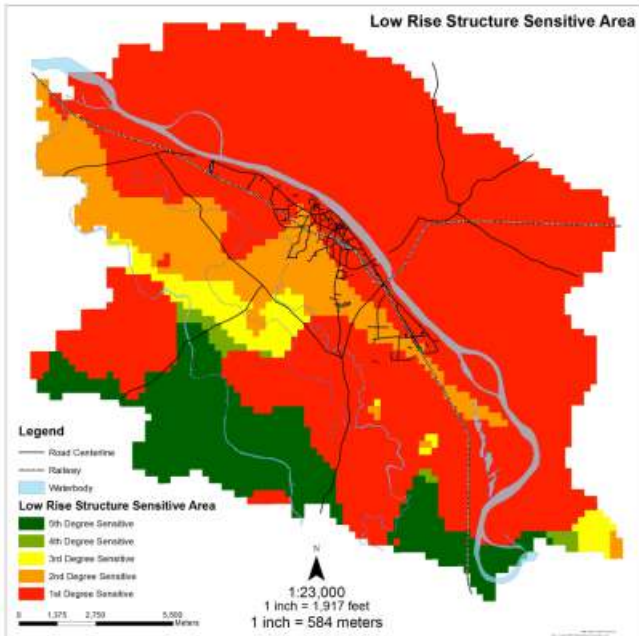 Low Rise Structure Sensitive Area
Legend
Road Centerline
Railway
Waterbody
Low Rise Structure Sensitive Area
5th Degree Sensitive
4th Degree Sensitive
3rd Degree Sensitive
2nd Degree Sensitive
1st Degree Sensitive
0 1,375 2,750 5,500
Meters
N
1:23,000
1 inch = 1,917 feet
1 inch = 584 meters